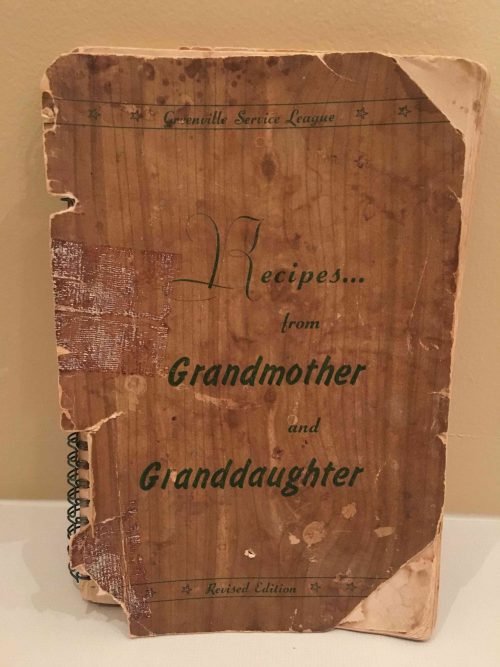 Greenville Service League
Recipes...
from
Grandmother
and
Granddaughter
Revised Edition